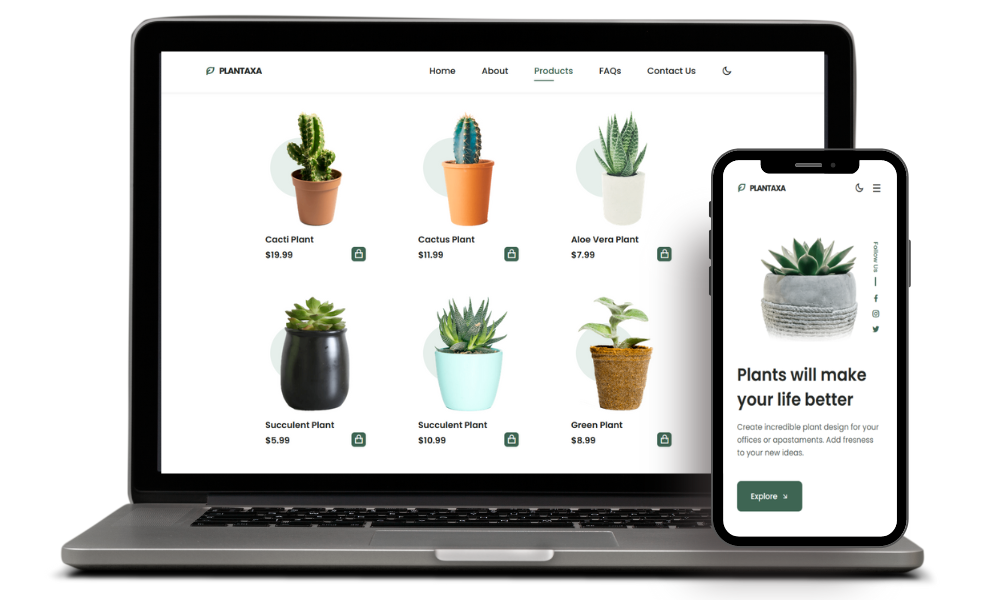 PLANTAXA
Home About Products FAQs Contact Us
Cacti Plant
$19.99
Cactus Plant
$11.99
Aloe Vera Plant
$7.99
Succulent Plant
$5.99
Succulent Plant
$10.99
Green Plant
$8.99
PLANTAXA
Follow Us
Plants will make
your life better
Create incredible plant design for your
offices or apastaments. Add fresness
to your new ideas.
Explore